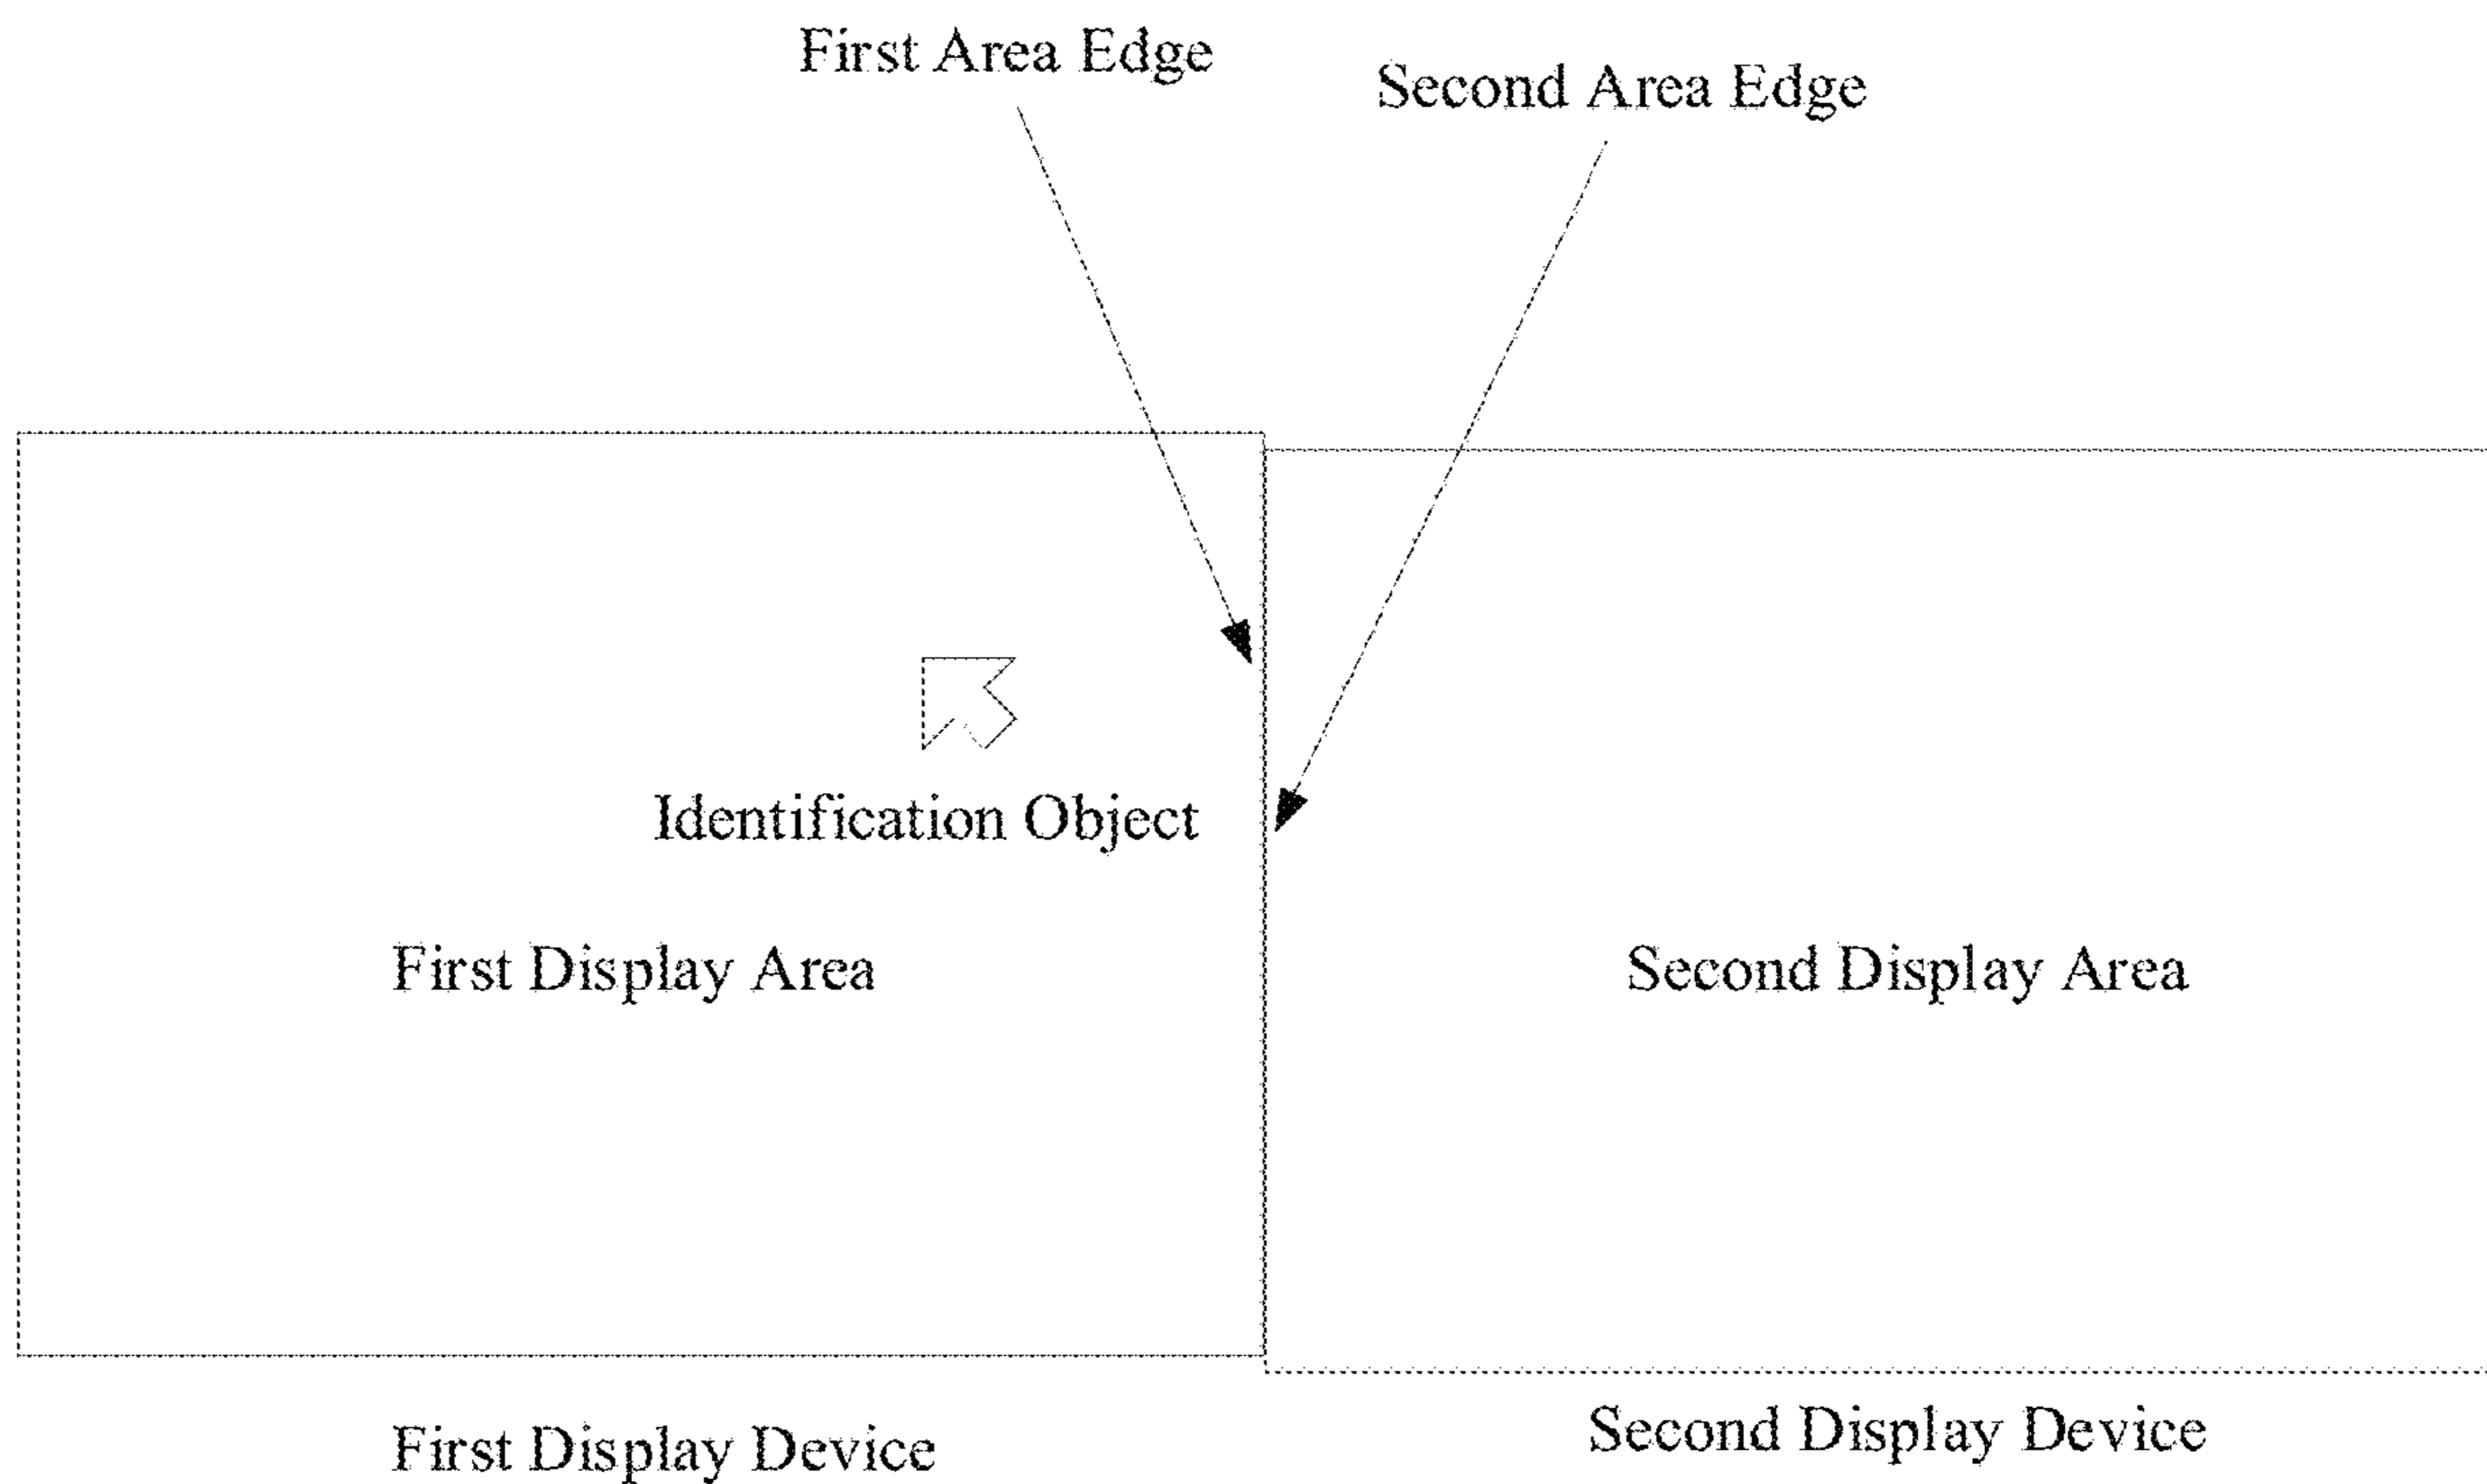 First Area Edge
Second Area Edge
Identification Object
First Display Area
Second Display Area
First Display Device
Second Display Device